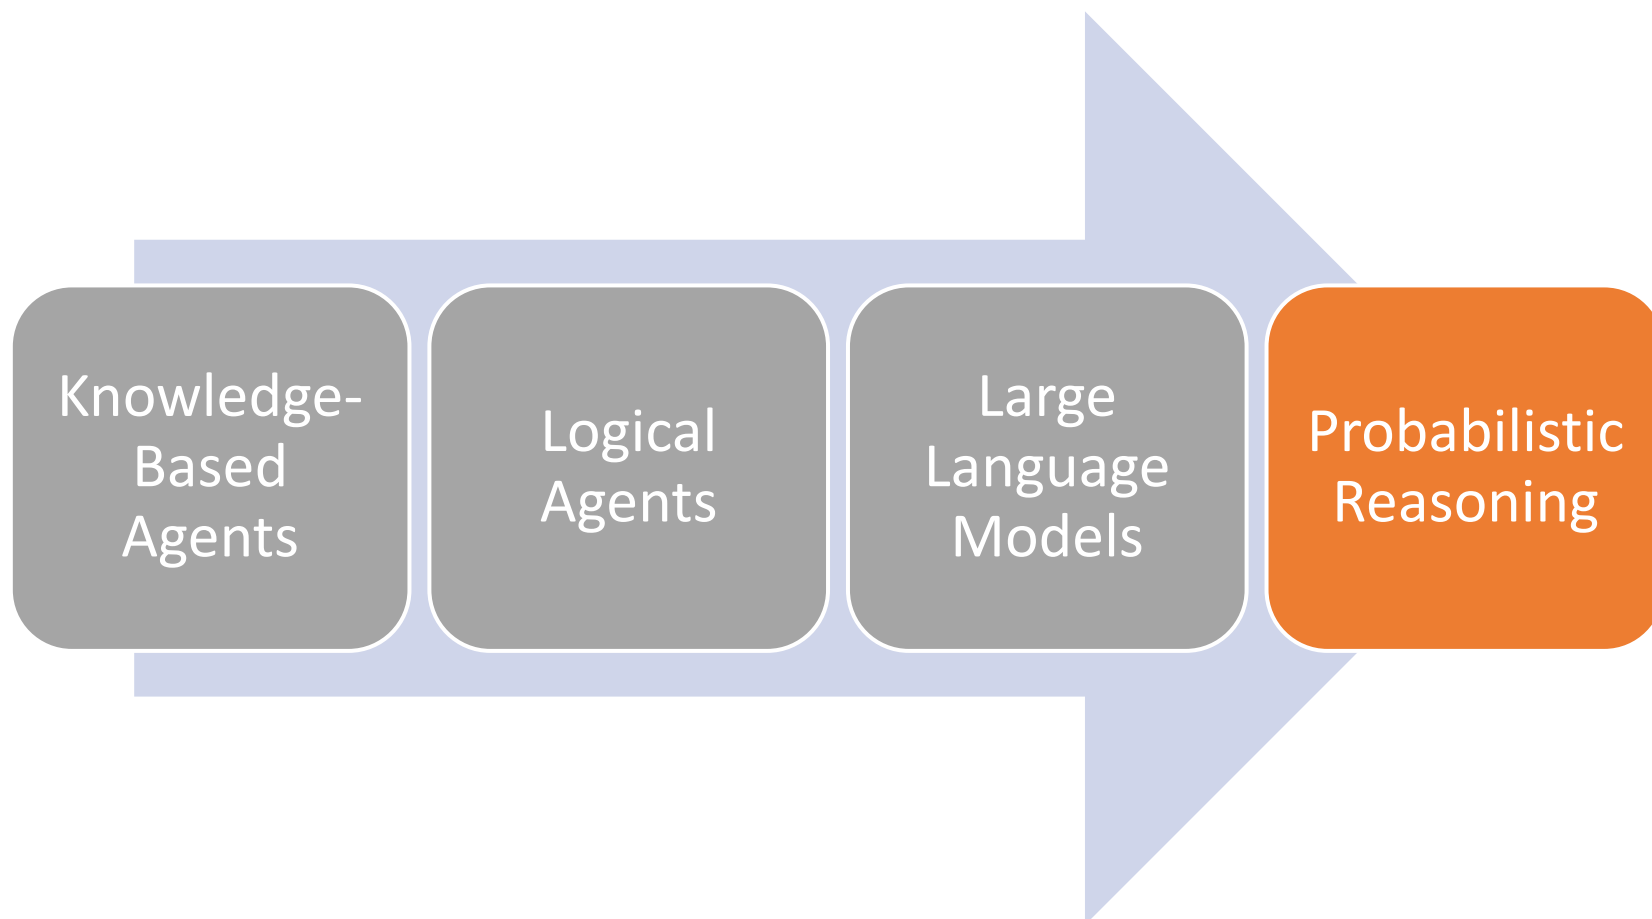 Knowledge-
Based
Agents
Logical
Agents
Large
Language
Models
Probabilistic
Reasoning